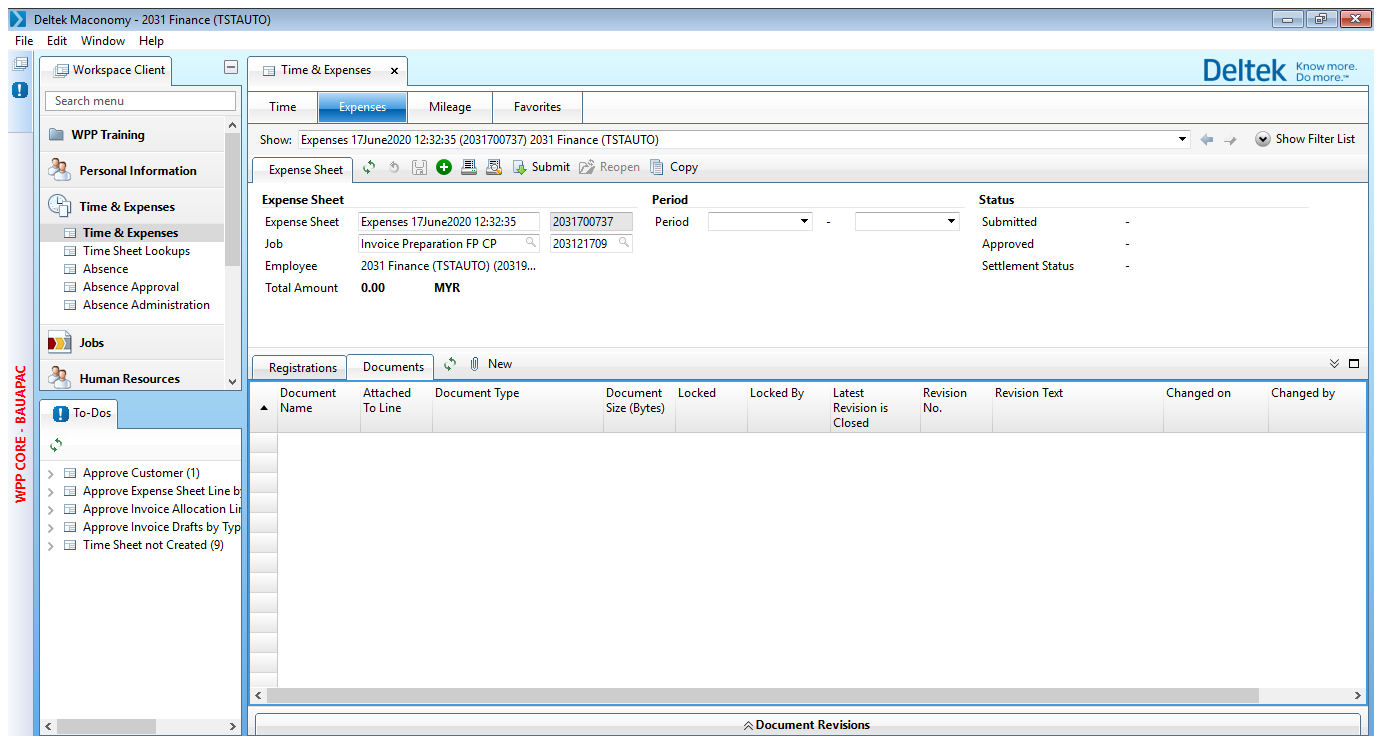 Deltek Maconomy - 2031 Finance (TSTAUTO)
File Edit Window Help
Workspace Client
Search menu
WPP Training
Personal Information
Time & Expenses
Time & Expenses
Time Sheet Lookups
Absence
Absence Approval
Absence Administration
Jobs
Human Resources
WPP CORE - BAUAPAC
To-Dos
Approve Customer (1)
Approve Expense Sheet Line by
Approve Invoice Allocation Lin
Approve Invoice Drafts by Typ
Time Sheet not Created (9)
Time & Expenses x
Deltek Know more. Do more.™
Time Expenses Mileage Favorites
Show: Expenses 17June2020 12:32:35 (2031700737) 2031 Finance (TSTAUTO) Show Filter List
Expense Sheet Submit Reopen Copy
Expense Sheet Period Status
Expense Sheet Expenses 17June2020 12:32:35 2031700737 Period - Submitted -
Job Invoice Preparation FP CP 203121709 Approved -
Employee 2031 Finance (TSTAUTO) (20319... Settlement Status -
Total Amount 0.00 MYR
Registrations Documents New
Document Name Attached To Line Document Type Document Size (Bytes) Locked Locked By Latest Revision is Closed Revision No. Revision Text Changed on Changed by
Document Revisions